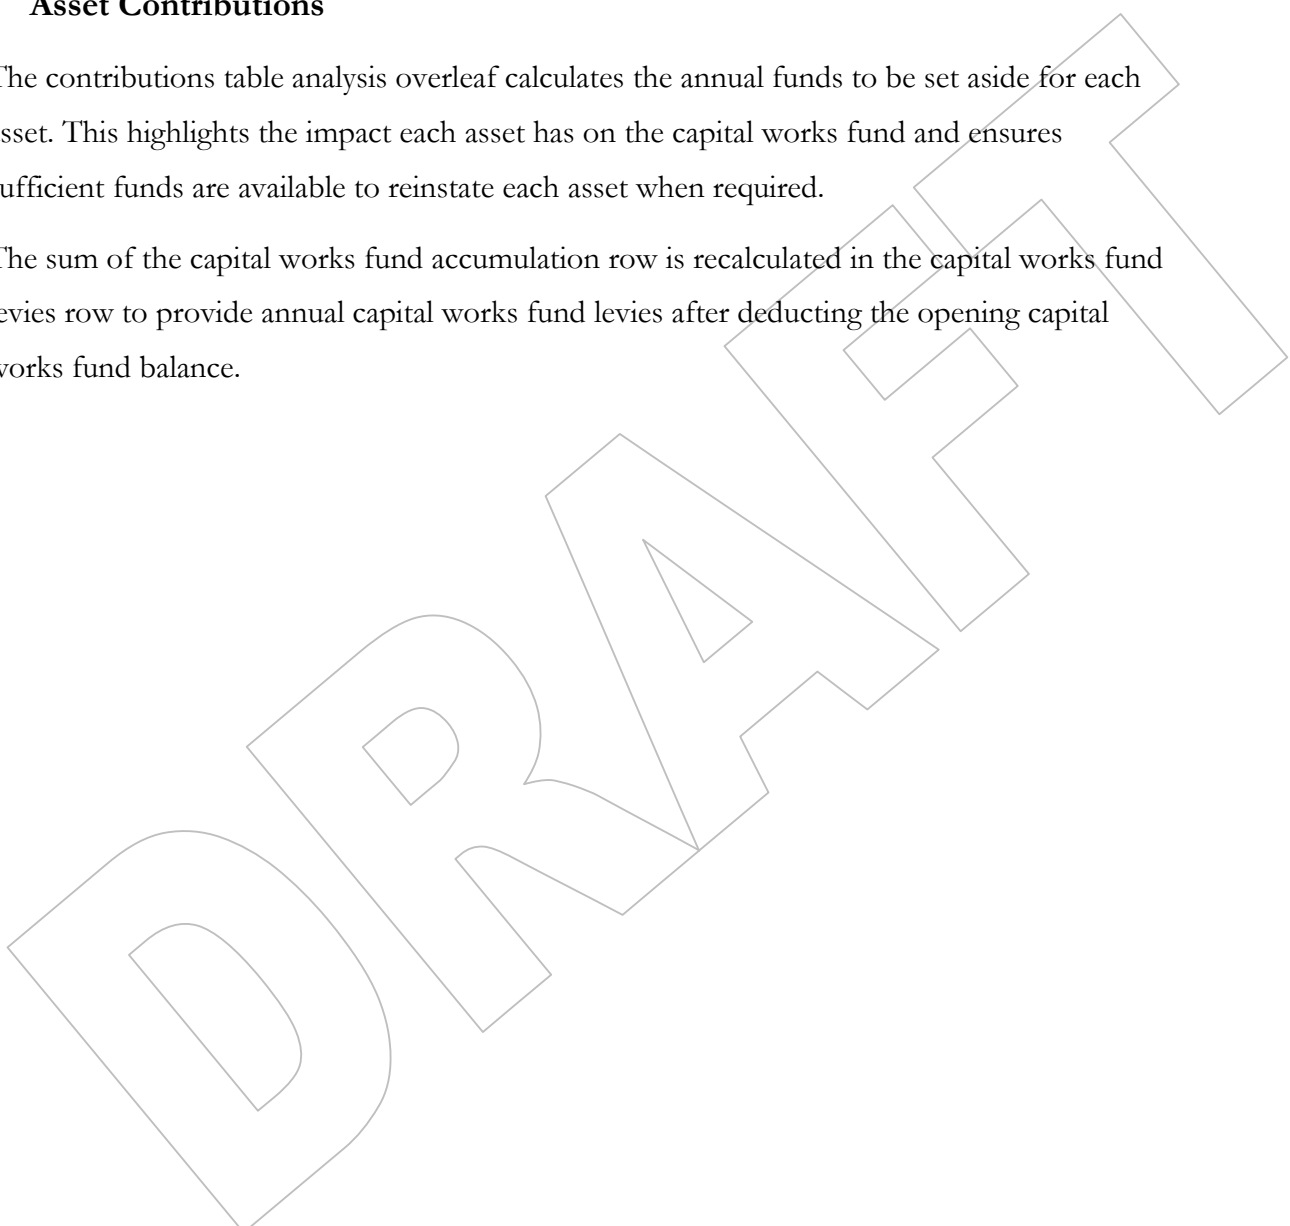 Asset Contributions
The contributions table analysis overleaf calculates the annual funds to be set aside for each
sset. This highlights the impact each asset has on the capital works fund and ensures
ufficient funds are available to reinstate each asset when required.
The sum of the capital works fund accumulation row is recalculated in the capital works fund
evies row to provide annual capital works fund levies after deducting the opening capital
works fund balance.
DRAFT